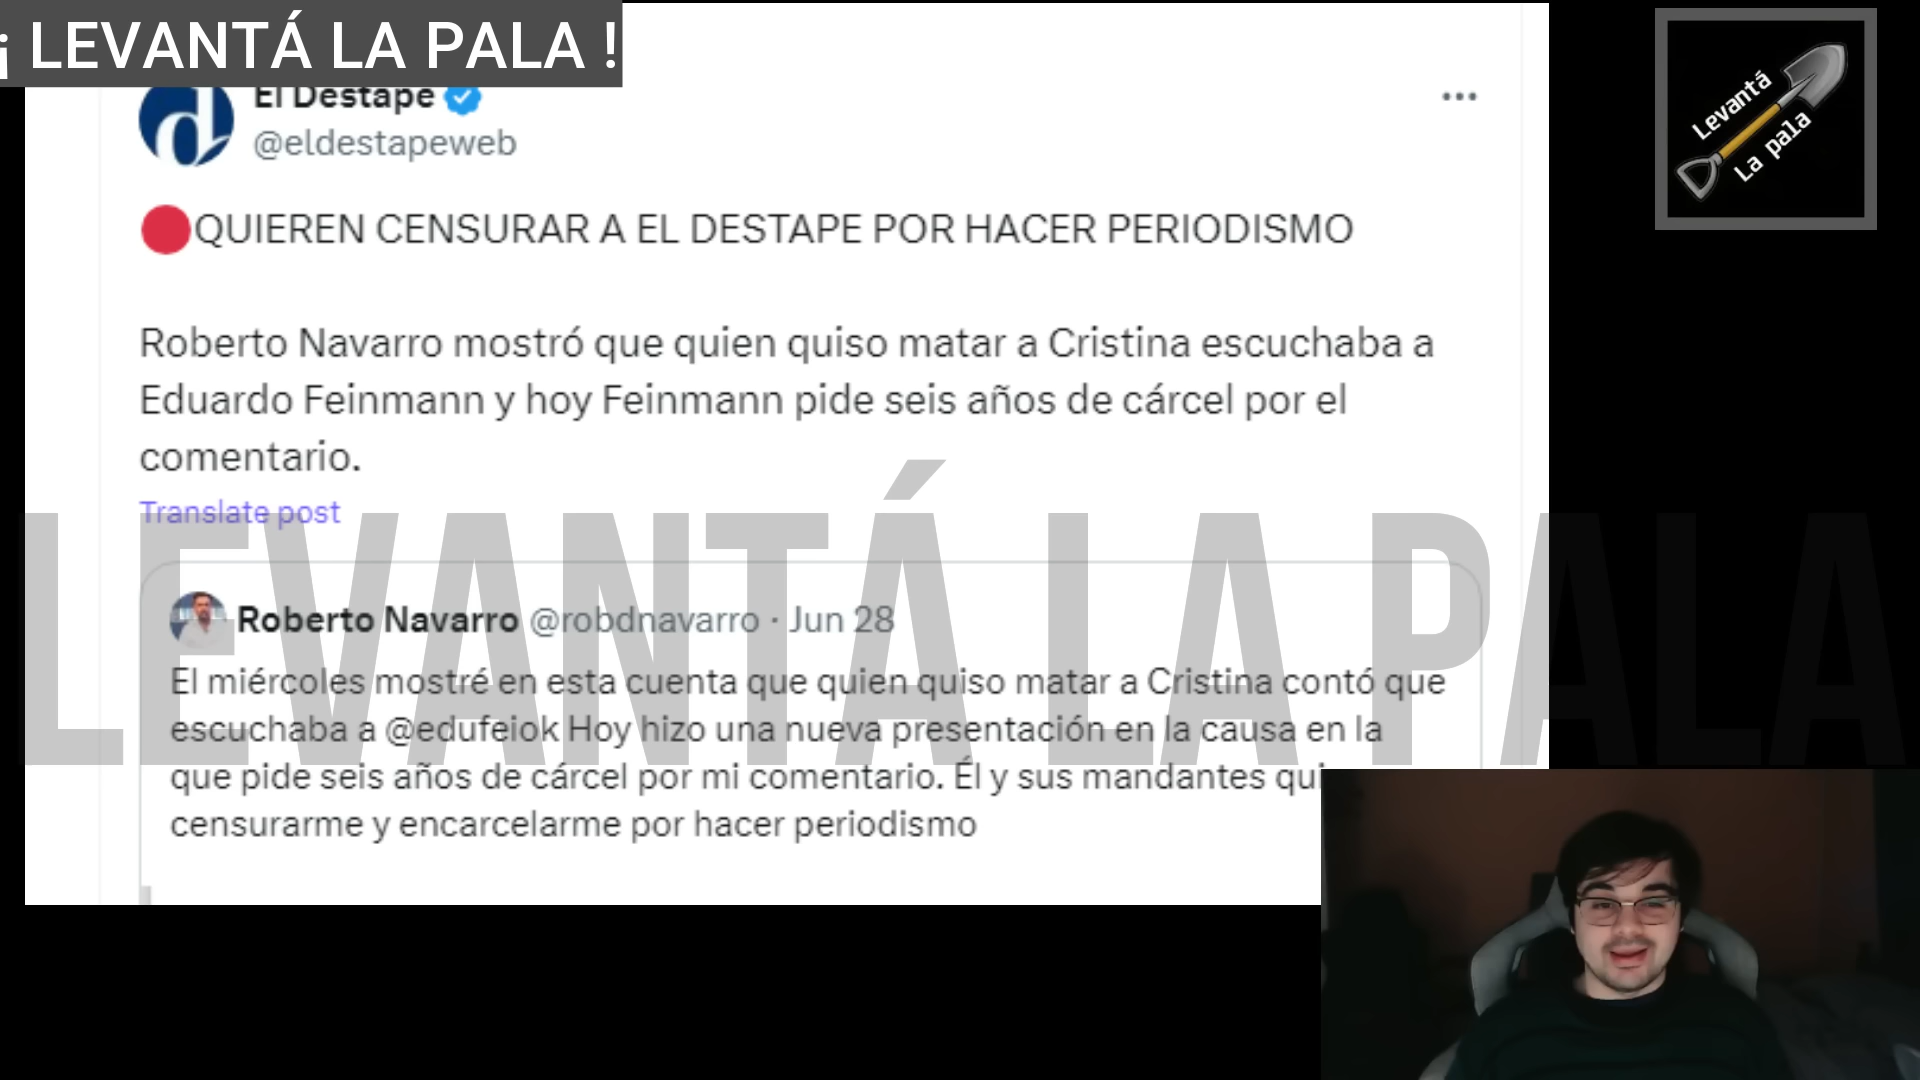 ¡ LEVANTÁ LA PALA !
Levantá
La pala
El Destape
@eldestapeweb
QUIEREN CENSURAR A EL DESTAPE POR HACER PERIODISMO
Roberto Navarro mostró que quien quiso matar a Cristina escuchaba a
Eduardo Feinmann y hoy Feinmann pide seis años de cárcel por el
comentario.
Translate post
LEVANTÁ LA PALA
Roberto Navarro @robdnavarro · Jun 28
El miércoles mostré en esta cuenta que quien quiso matar a Cristina contó que
escuchaba a @edufeiok Hoy hizo una nueva presentación en la causa en la
que pide seis años de cárcel por mi comentario. Él y sus mandantes
censurarme y encarcelarme por hacer periodismo